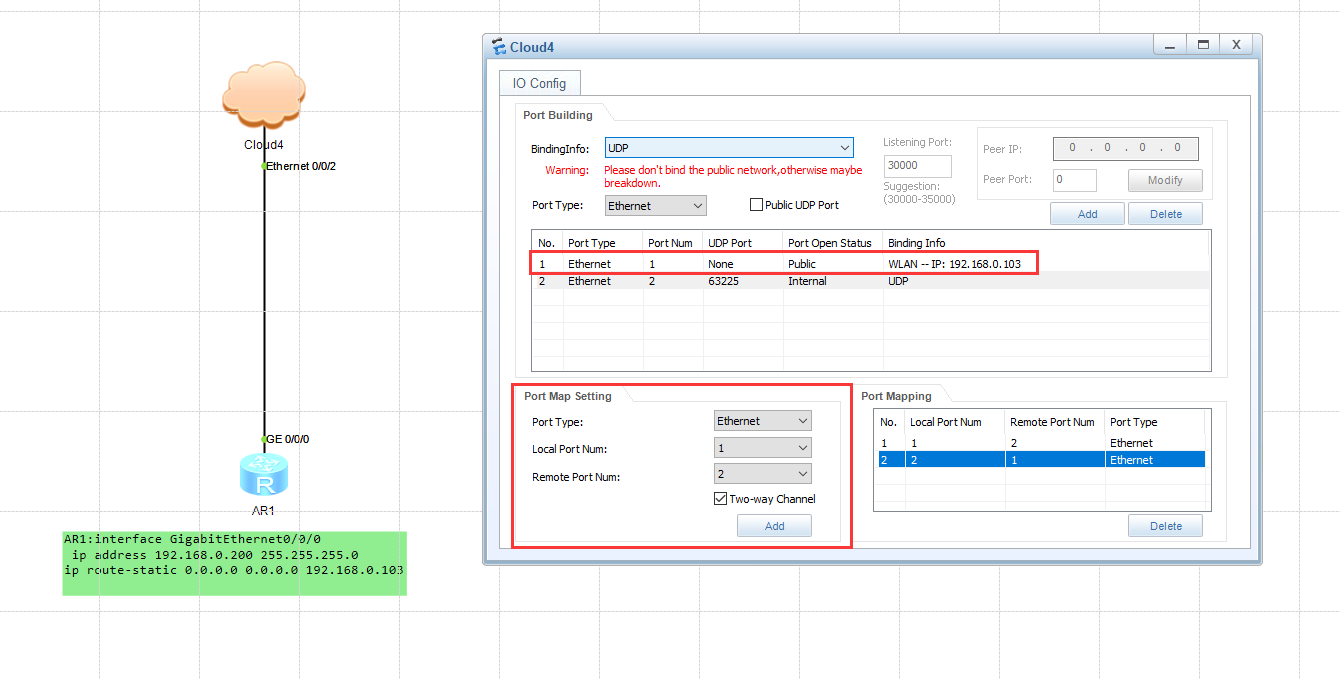 Cloud4
Ethernet 0/0/2
GE 0/0/0
R
AR1
AR1:interface GigabitEthernet0/0/0
ip address 192.168.0.200 255.255.255.0
ip route-static 0.0.0.0 0.0.0.0 192.168.0.103
Cloud4
X
IO Config
Port Building
BindingInfo: UDP
Warning: Please don't bind the public network,otherwise maybe
breakdown.
Port Type: Ethernet
Public UDP Port
Listening Port:
30000
Suggestion:
(30000-35000)
Peer IP: 0 . 0 . 0 . 0
Peer Port: 0 Modify
Add Delete
No. Port Type Port Num UDP Port Port Open Status Binding Info
1 Ethernet 1 None Public WLAN -- IP: 192.168.0.103
2 Ethernet 2 63225 Internal UDP
Port Map Setting
Port Type: Ethernet
Local Port Num: 1
Remote Port Num: 2
Two-way Channel
Add
Port Mapping
No. Local Port Num Remote Port Num Port Type
1 1 2 Ethernet
2 2 1 Ethernet
Delete